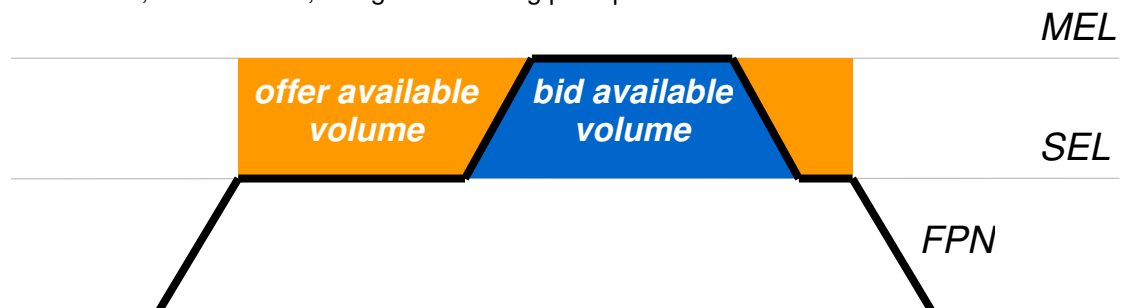 MEL
offer available
volume
bid available
volume
SEL
FPN